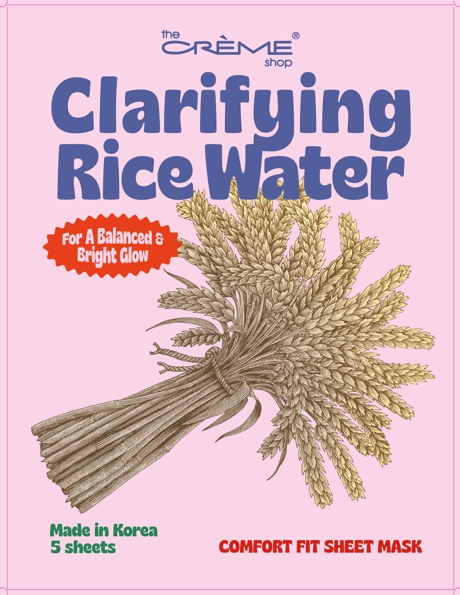 the
CRÈME®
shop
Clarifying
Rice Water
For A Balanced &
Bright Glow
Made in Korea
5 sheets
COMFORT FIT SHEET MASK